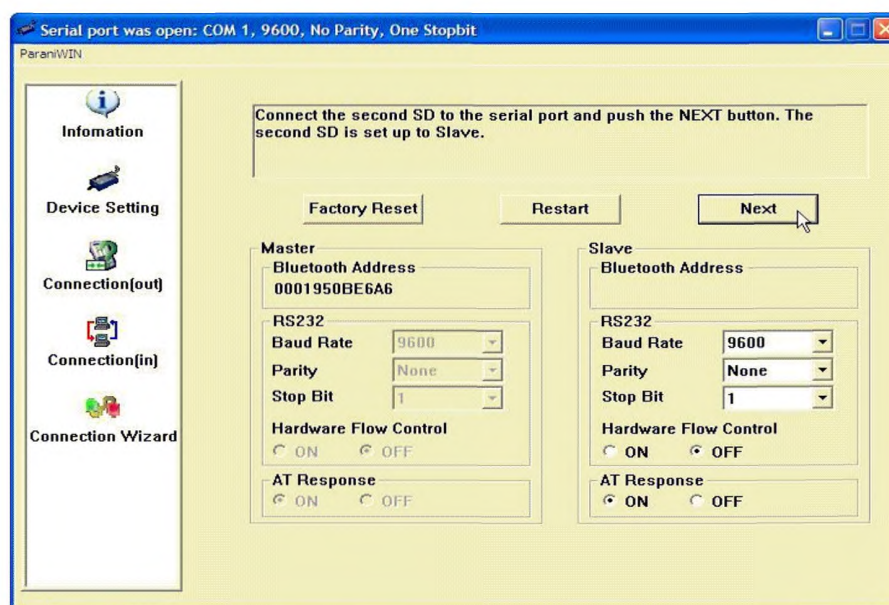 Serial port was open: COM 1, 9600, No Parity, One Stopbit
ParaniWIN
Infomation
Device Setting
Connection(out)
Connection(in)
Connection Wizard
Connect the second SD to the serial port and push the NEXT button. The
second SD is set up to Slave.
Factory Reset
Restart
Next
Master
Bluetooth Address
0001950BE6A6
RS232
Baud Rate 9600
Parity None
Stop Bit 1
Hardware Flow Control
ON OFF
AT Response
ON OFF
Slave
Bluetooth Address
RS232
Baud Rate 9600
Parity None
Stop Bit 1
Hardware Flow Control
ON OFF
AT Response
ON OFF